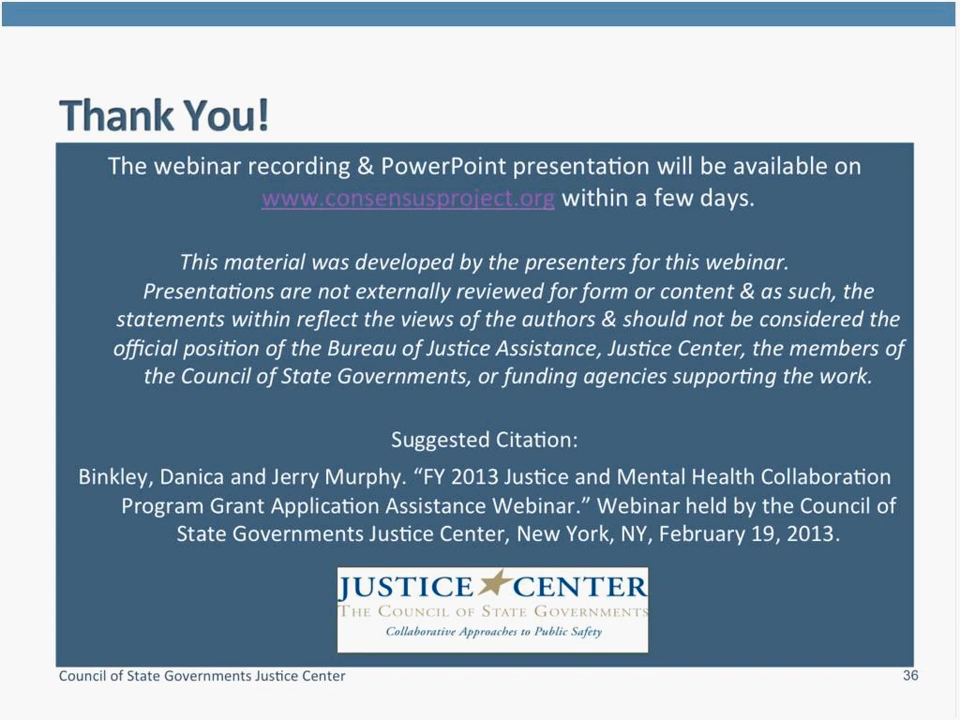 Thank You!
The webinar recording & PowerPoint presentation will be available on
www.consensusproject.org within a few days.
This material was developed by the presenters for this webinar.
Presentations are not externally reviewed for form or content & as such, the
statements within reflect the views of the authors & should not be considered the
official position of the Bureau of Justice Assistance, Justice Center, the members of
the Council of State Governments, or funding agencies supporting the work.
Suggested Citation:
Binkley, Danica and Jerry Murphy. “FY 2013 Justice and Mental Health Collaboration
Program Grant Application Assistance Webinar.” Webinar held by the Council of
State Governments Justice Center, New York, NY, February 19, 2013.
JUSTICE CENTER
THE COUNCIL OF STATE GOVERNMENTS
Collaborative Approaches to Public Safety
Council of State Governments Justice Center
36